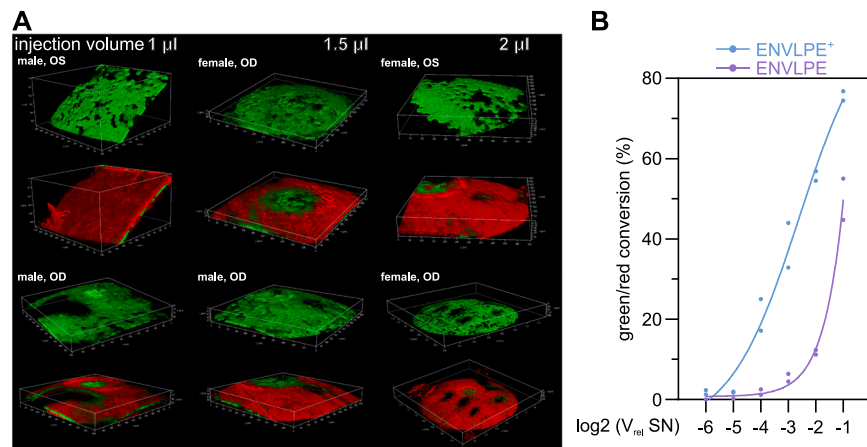 A
injection volume 1 µl 1.5 µl 2 µl
male, OS female, OD female, OS
male, OD male, OD female, OD
B
ENVLPE+
ENVLPE
green/red conversion (%)
80
60
40
20
0
-6 -5 -4 -3 -2 -1
log2 (Vrel SN)